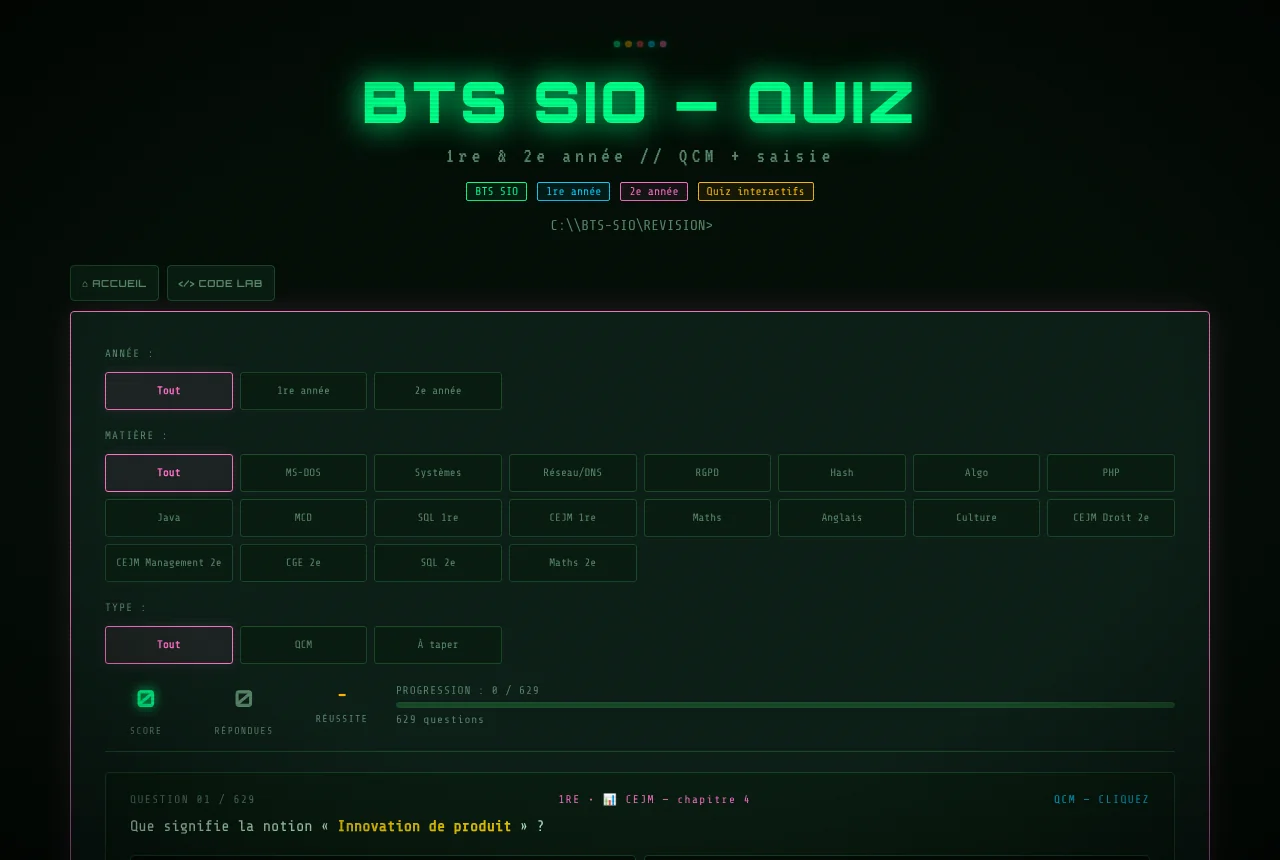 BTS SIO — QUIZ
1re & 2e année // QCM + saisie
BTS SIO 1re année 2e année Quiz interactifs
C:\\BTS-SIO\REVISION>
⌂ ACCUEIL </> CODE LAB
ANNÉE :
Tout 1re année 2e année
MATIÈRE :
Tout MS-DOS Systèmes Réseau/DNS RGPD Hash Algo PHP
Java MCD SQL 1re CEJM 1re Maths Anglais Culture CEJM Droit 2e
CEJM Management 2e CGE 2e SQL 2e Maths 2e
TYPE :
Tout QCM À taper
0 0 — PROGRESSION : 0 / 629
SCORE RÉPONDUES RÉUSSITE 629 questions
QUESTION 01 / 629 1RE · 📊 CEJM — chapitre 4 QCM — CLIQUEZ
Que signifie la notion « Innovation de produit » ?